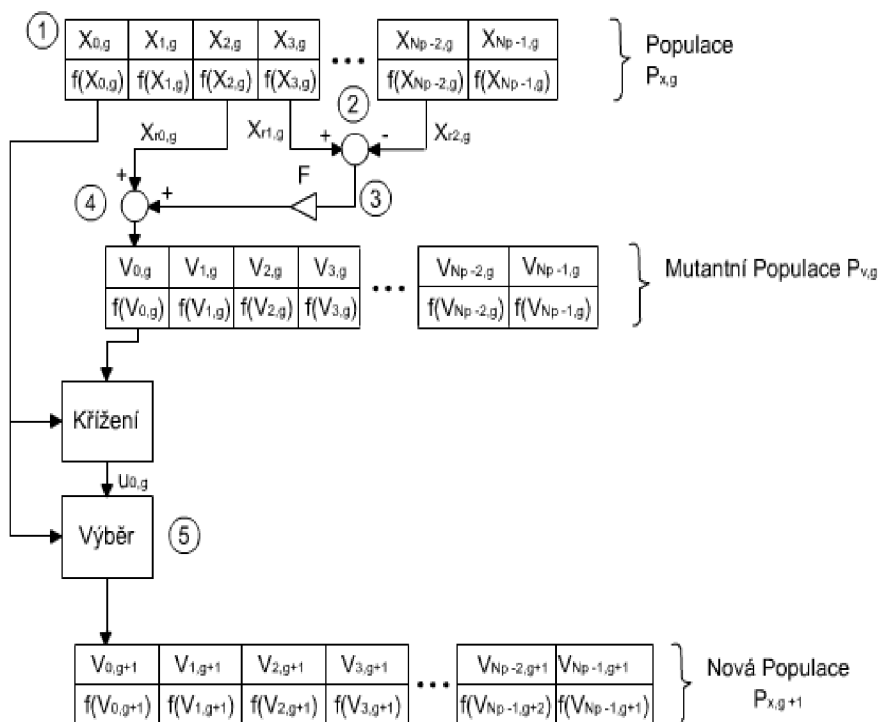 ① X0,g X1,g X2,g X3,g ••• XNp-2,g XNp-1,g
f(X0,g) f(X1,g) f(X2,g) f(X3,g) f(XNp-2,g) f(XNp-1,g)
Populace
Px,g
②
Xr0,g Xr1,g + - Xr2,g
F
③
④ + +
V0,g V1,g V2,g V3,g ••• VNp-2,g VNp-1,g
f(V0,g) f(V1,g) f(V2,g) f(V3,g) f(VNp-2,g) f(VNp-1,g)
Mutantní Populace Pv,g
Křížení
u0,g
Výběr ⑤
V0,g+1 V1,g+1 V2,g+1 V3,g+1 ••• VNp-2,g+1 VNp-1,g+1
f(V0,g+1) f(V1,g+1) f(V2,g+1) f(V3,g+1) f(VNp-1,g+2) f(VNp-1,g+1)
Nová Populace
Px,g+1